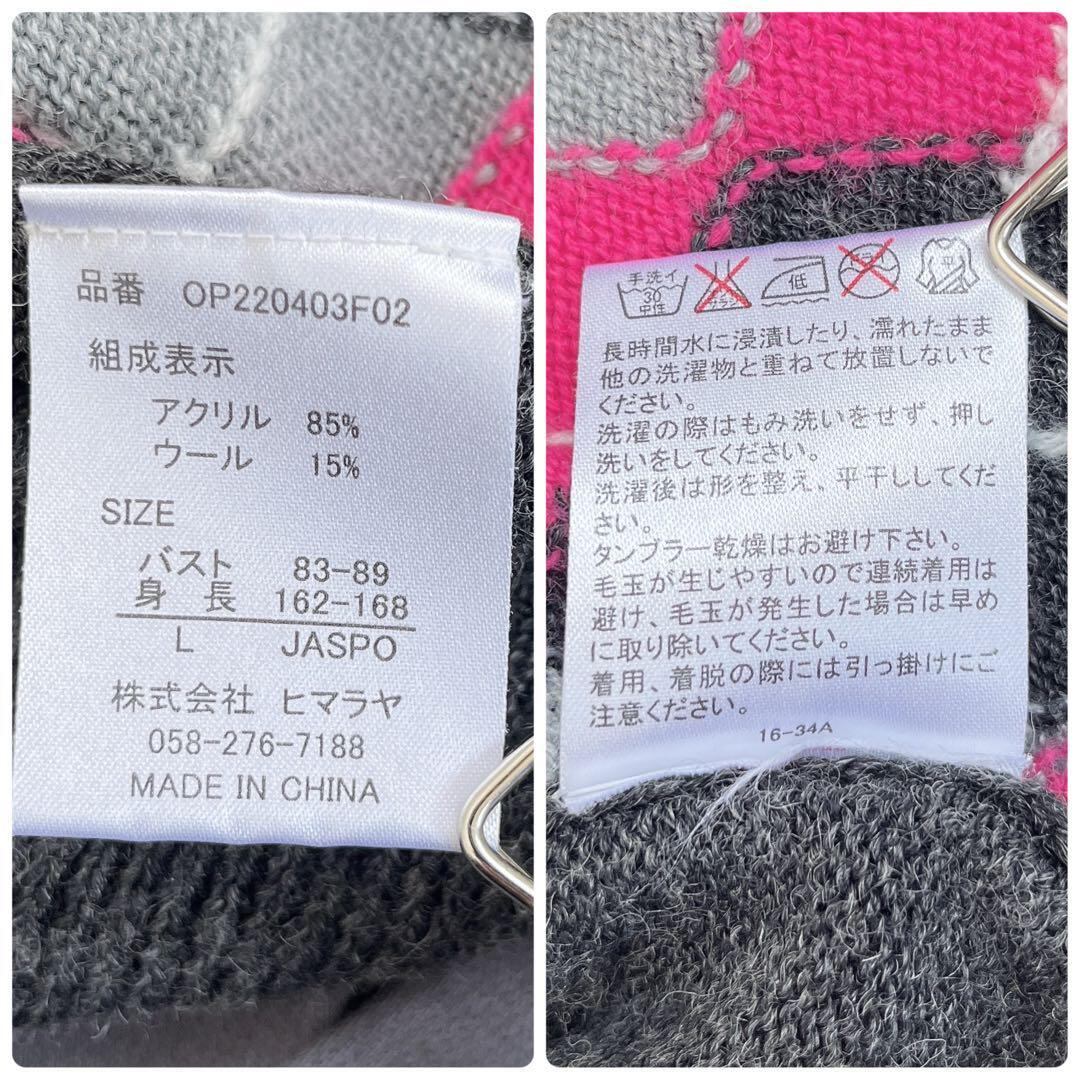 品番 OP220403F02
組成表示
アクリル 85%
ウール 15%
SIZE
バスト 83-89
身 長 162-168
L JASPO
株式会社 ヒマラヤ
058-276-7188
MADE IN CHINA
手洗イ
30
中性
低
平
長時間水に浸漬したり、濡れたまま
他の洗濯物と重ねて放置しないで
ください。
洗濯の際はもみ洗いをせず、押し
洗いをしてください。
洗濯後は形を整え、平干ししてくだ
さい。
タンブラー乾燥はお避け下さい。
毛玉が生じやすいので連続着用は
避け、毛玉が発生した場合は早め
に取り除いてください。
着用、着脱の際には引っ掛けにご
注意ください。
16-34A